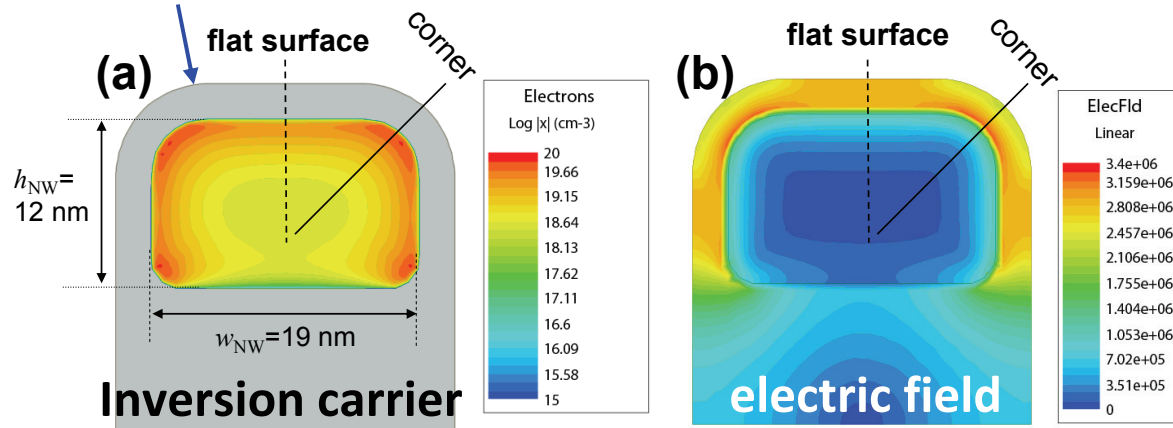 (a)
flat surface
corner
h_NW=
12 nm
w_NW=19 nm
Inversion carrier
Electrons
Log |x| (cm-3)
20
19.66
19.15
18.64
18.13
17.62
17.11
16.6
16.09
15.58
15
(b)
flat surface
corner
electric field
ElecFld
Linear
3.4e+06
3.159e+06
2.808e+06
2.457e+06
2.106e+06
1.755e+06
1.404e+06
1.053e+06
7.02e+05
3.51e+05
0